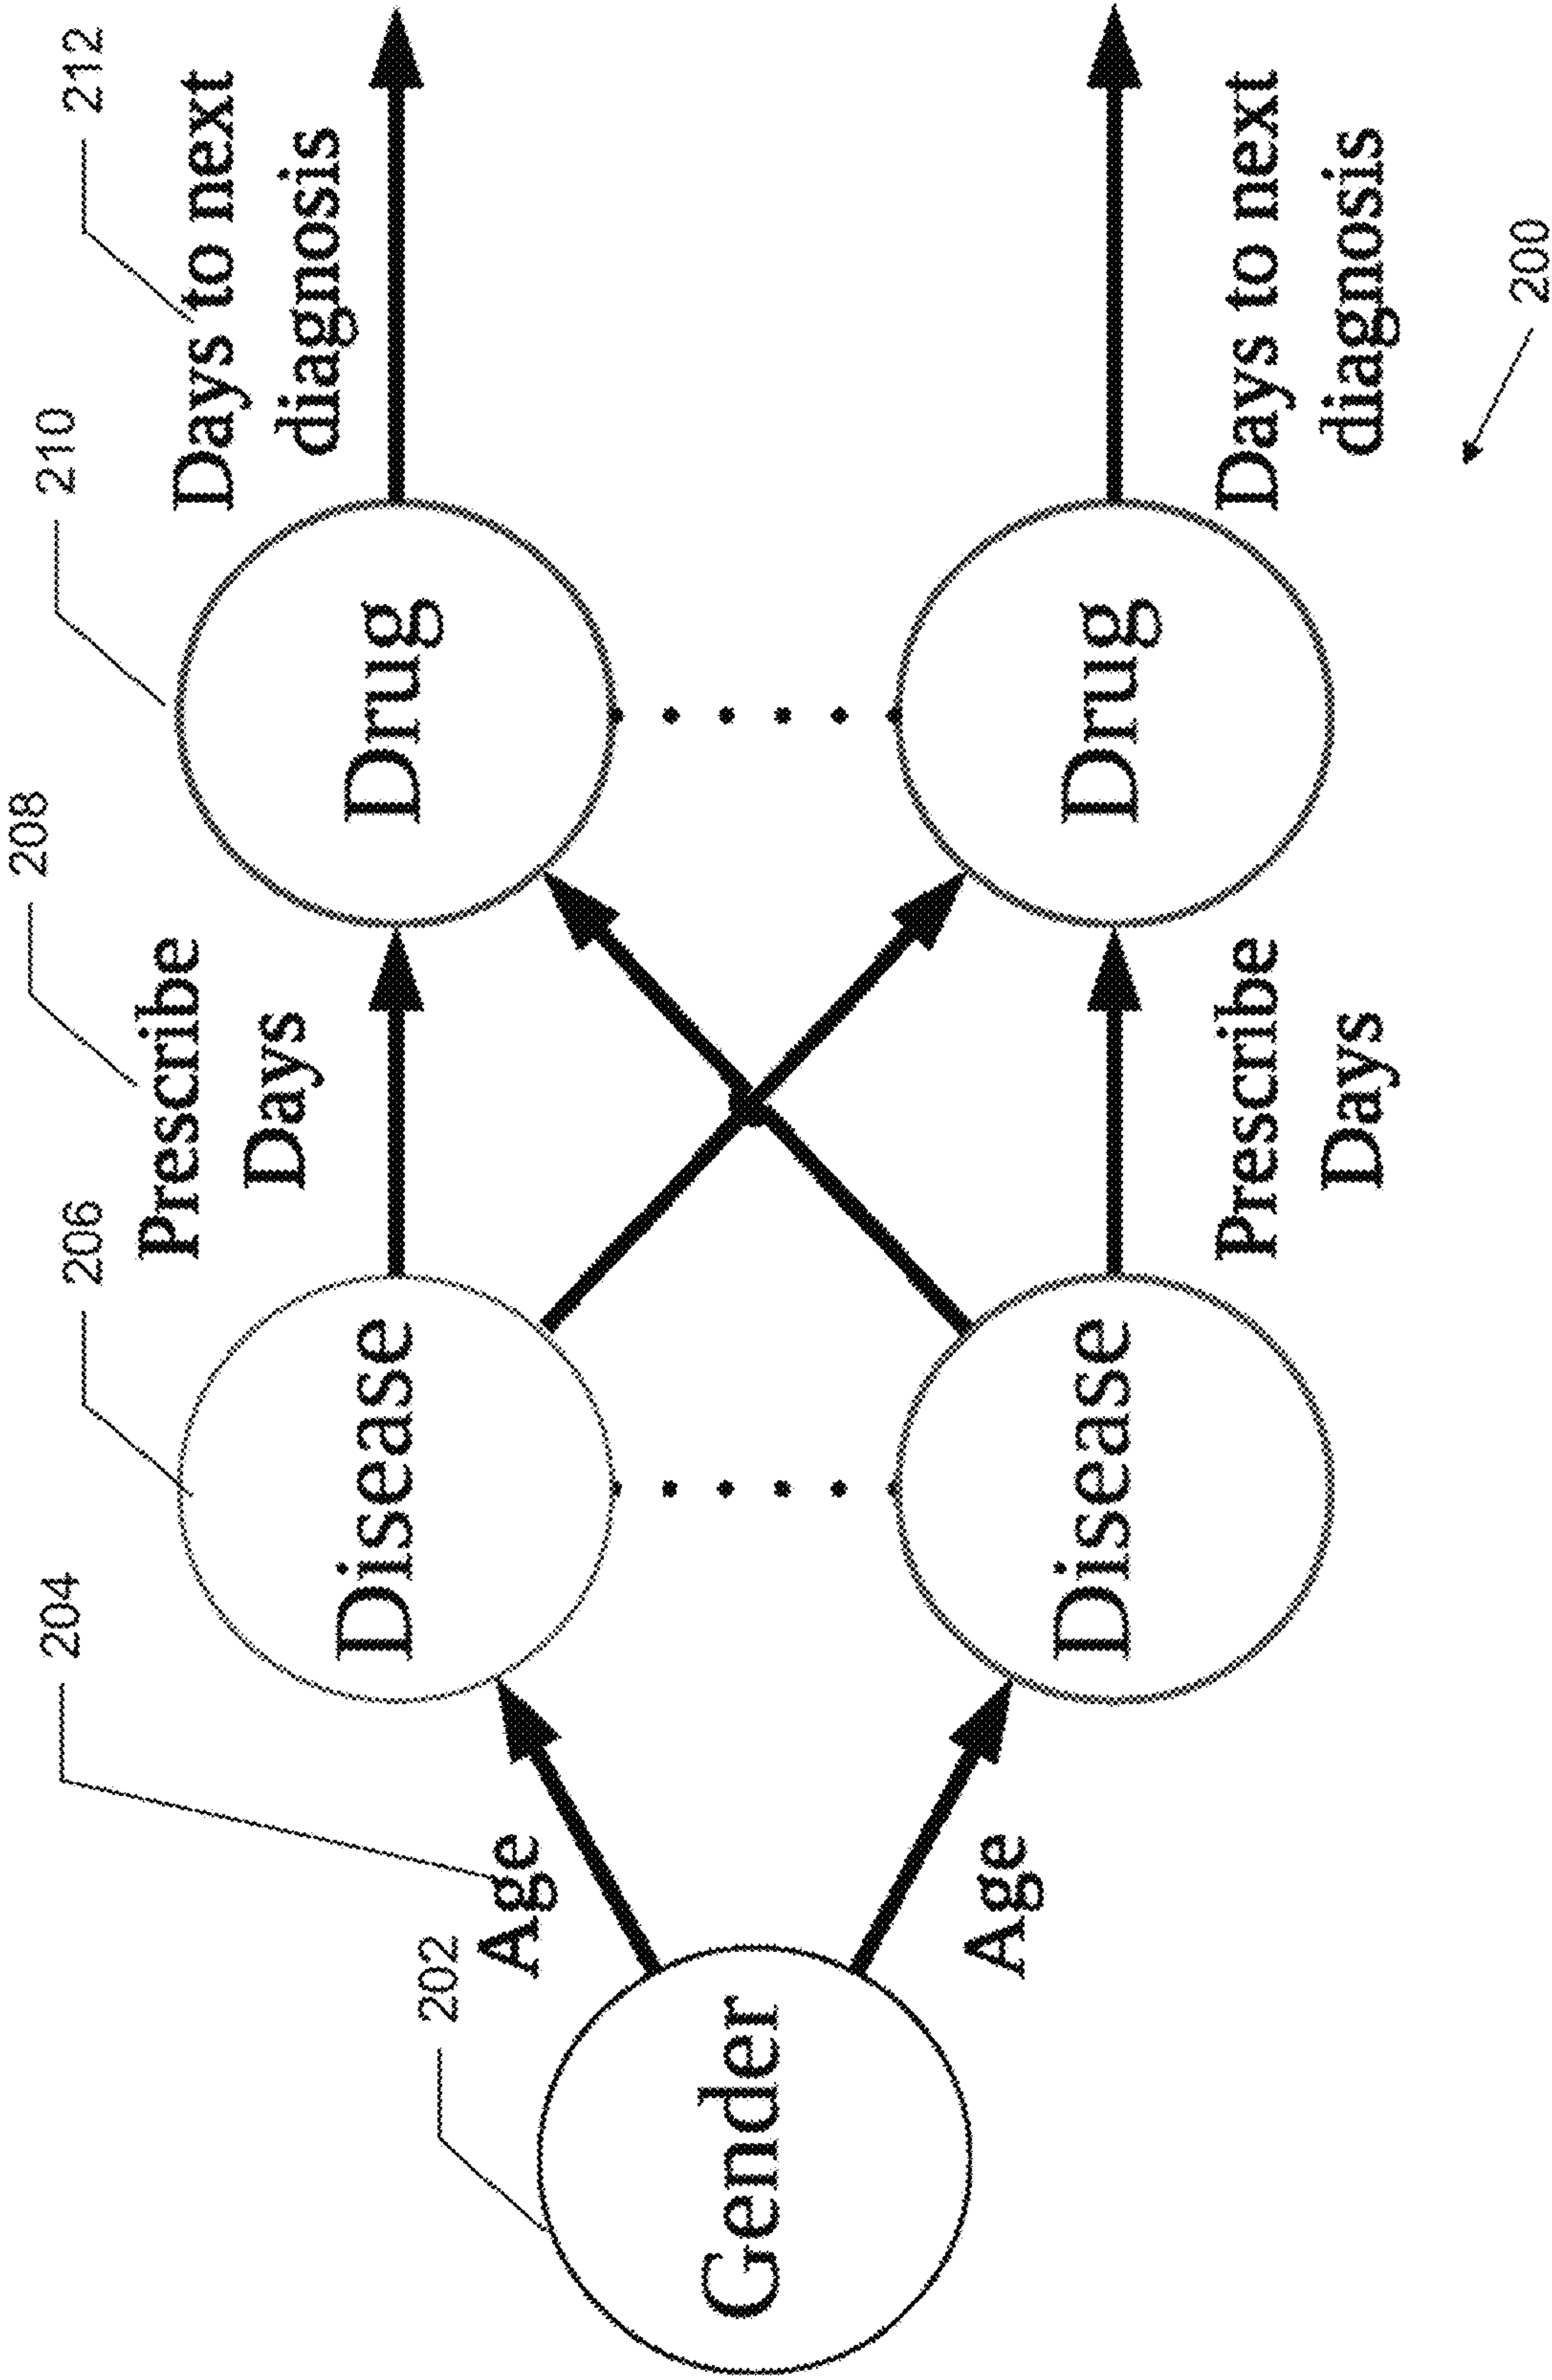 212
Days to next
diagnosis
210
Drug
208
Prescribe
Days
206
Disease
204
Age
202
Gender
Age
Disease
Prescribe
Days
Drug
Days to next
diagnosis
200